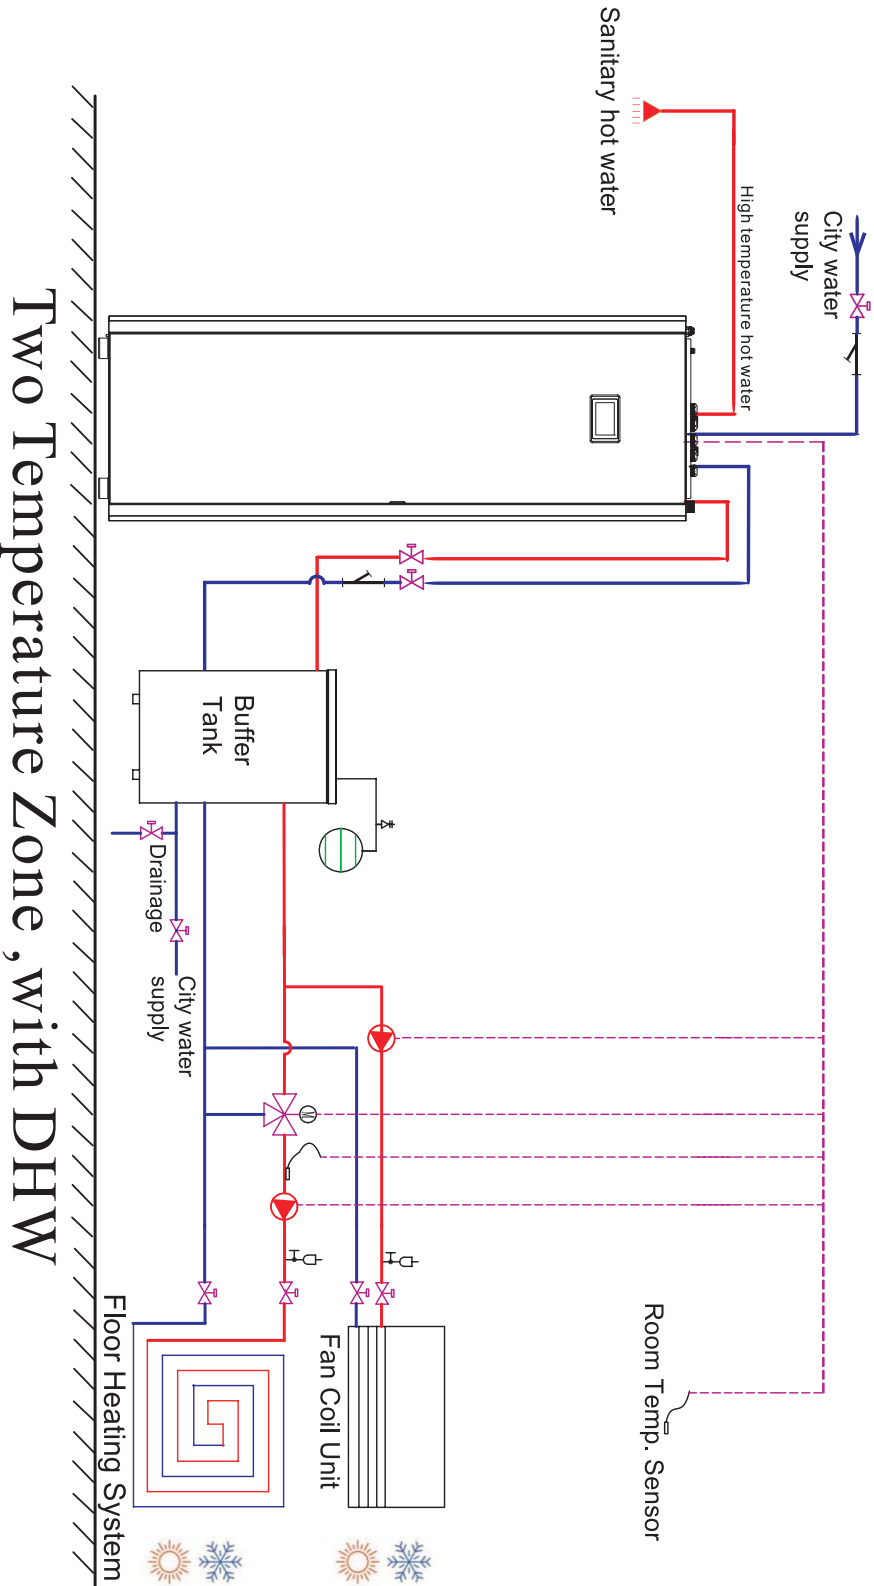 Sanitary hot water
High temperature hot water
City water
supply
Buffer
Tank
Drainage
City water
supply
M
Room Temp. Sensor
Fan Coil Unit
Floor Heating System
Two Temperature Zone ,with DHW